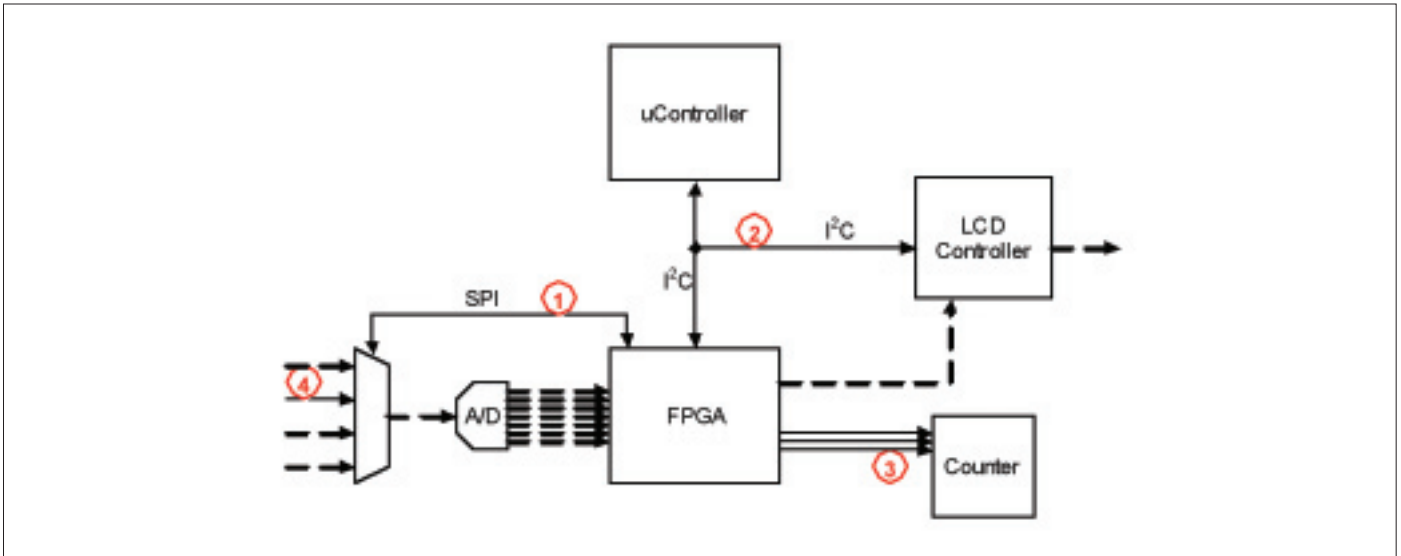 uController
2
I²C
LCD
Controller
I²C
SPI
1
4
A/D
FPGA
3
Counter